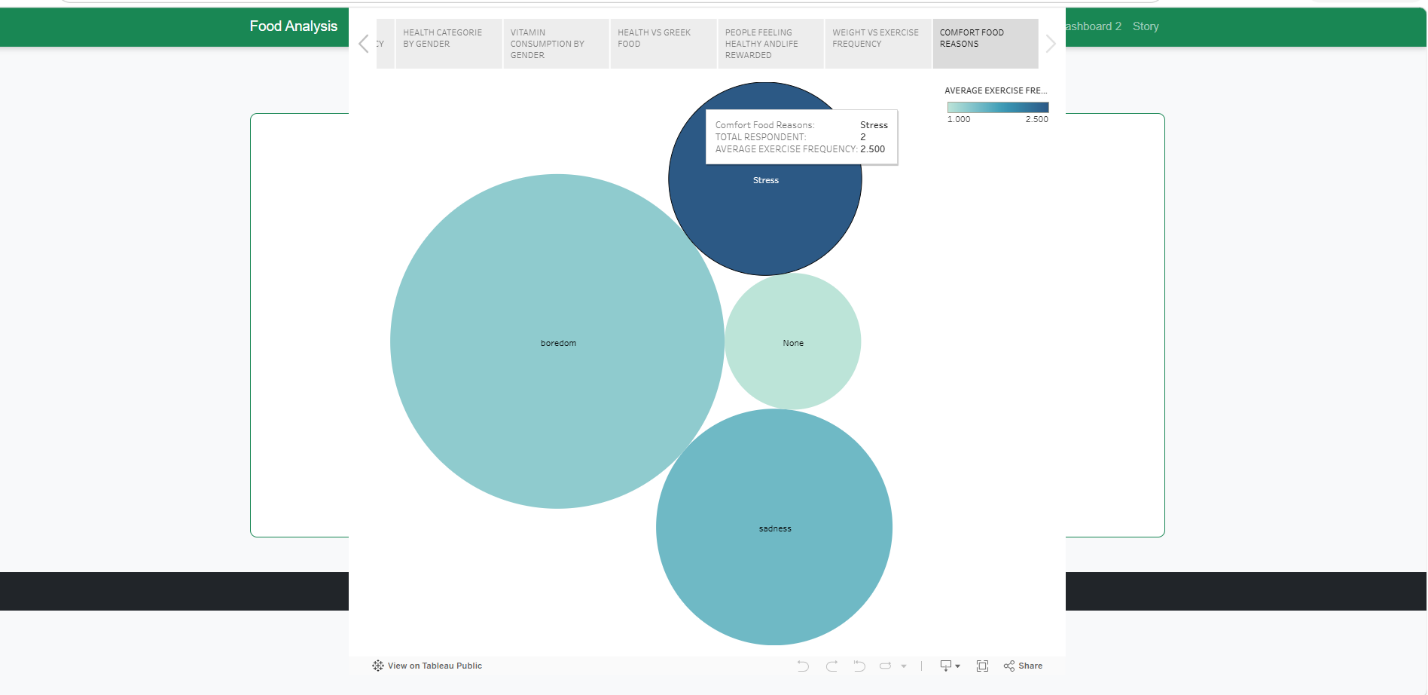 Food Analysis
CY
HEALTH CATEGORIE
BY GENDER
VITAMIN
CONSUMPTION BY
GENDER
HEALTH VS GREEK
FOOD
PEOPLE FEELING
HEALTHY ANDLIFE
REWARDED
WEIGHT VS EXERCISE
FREQUENCY
COMFORT FOOD
REASONS
ashboard 2 Story
AVERAGE EXERCISE FRE...
1.000 2.500
Comfort Food Reasons: Stress
TOTAL RESPONDENT: 2
AVERAGE EXERCISE FREQUENCY: 2.500
Stress
boredom
None
sadness
View on Tableau Public
Share